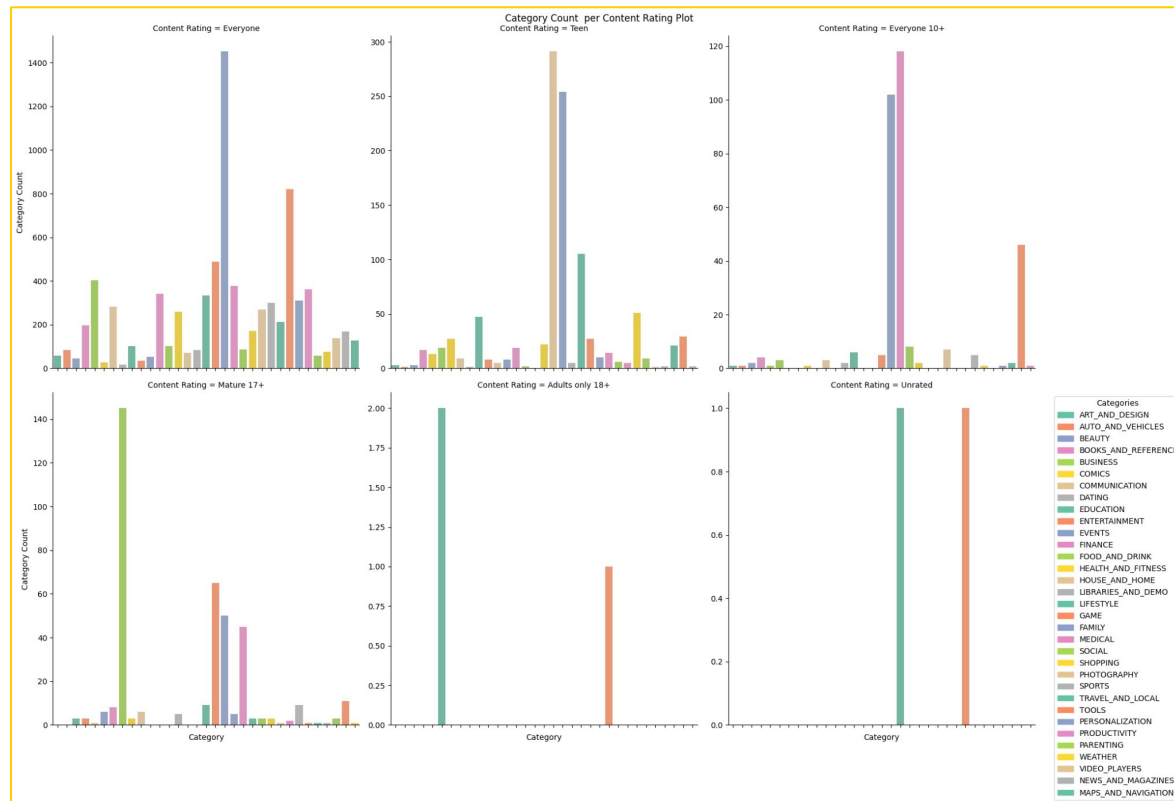 Category Count  per Content Rating Plot
Content Rating = Everyone
Content Rating = Teen
Content Rating = Everyone 10+
1400
1200
1000
800
600
400
200
0
Category Count
300
250
200
150
100
50
0
120
100
80
60
40
20
0
Content Rating = Mature 17+
Content Rating = Adults only 18+
Content Rating = Unrated
140
120
100
80
60
40
20
0
Category Count
Category
2.00
1.75
1.50
1.25
1.00
0.75
0.50
0.25
0.00
Category
1.0
0.8
0.6
0.4
0.2
0.0
Category
Categories
ART_AND_DESIGN
AUTO_AND_VEHICLES
BEAUTY
BOOKS_AND_REFERENCE
BUSINESS
COMICS
COMMUNICATION
DATING
EDUCATION
ENTERTAINMENT
EVENTS
FINANCE
FOOD_AND_DRINK
HEALTH_AND_FITNESS
HOUSE_AND_HOME
LIBRARIES_AND_DEMO
LIFESTYLE
GAME
FAMILY
MEDICAL
SOCIAL
SHOPPING
PHOTOGRAPHY
SPORTS
TRAVEL_AND_LOCAL
TOOLS
PERSONALIZATION
PRODUCTIVITY
PARENTING
WEATHER
VIDEO_PLAYERS
NEWS_AND_MAGAZINES
MAPS_AND_NAVIGATION